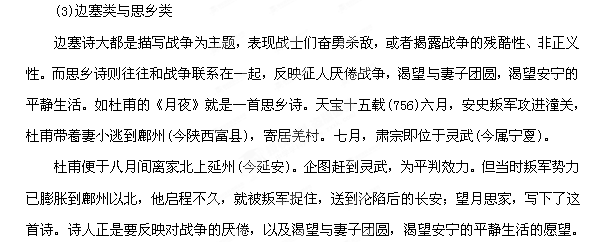 (3)边塞类与思乡类
边塞诗大都是描写战争为主题，表现战士们奋勇杀敌，或者揭露战争的残酷性、非正义
性。而思乡诗则往往和战争联系在一起，反映征人厌倦战争，渴望与妻子团圆，渴望安宁的
平静生活。如杜甫的《月夜》就是一首思乡诗。天宝十五载(756)六月，安史叛军攻进潼关，
杜甫带着妻小逃到鄜州(今陕西富县)，寄居羌村。七月，肃宗即位于灵武(今属宁夏)。
杜甫便于八月间离家北上延州(今延安)。企图赶到灵武，为平判效力。但当时叛军势力
已膨胀到鄜州以北，他启程不久，就被叛军捉住，送到沦陷后的长安；望月思家，写下了这
首诗。诗人正是要反映对战争的厌倦，以及渴望与妻子团圆，渴望安宁的平静生活的愿望。